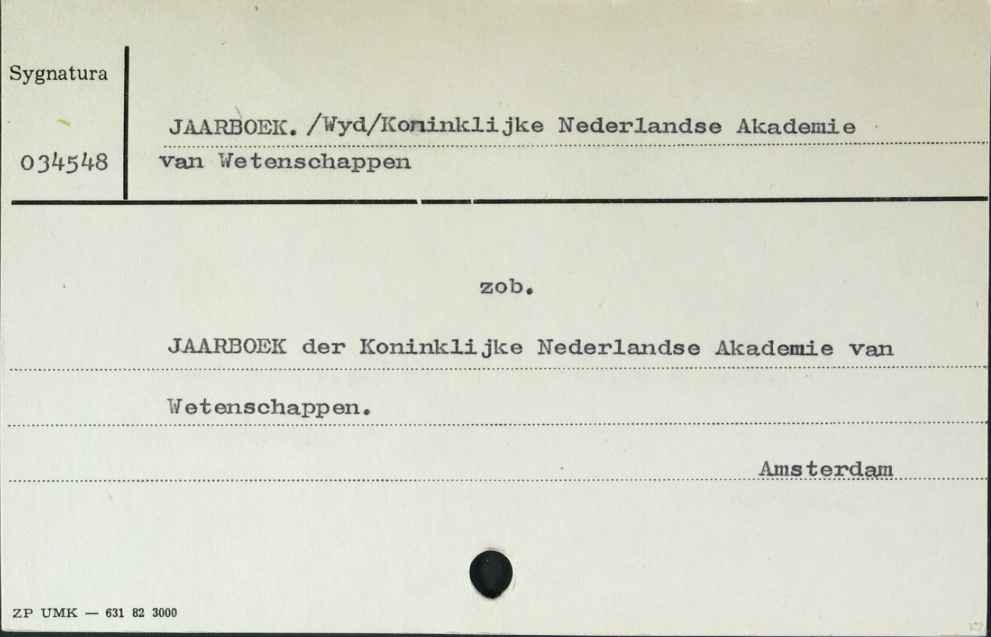 Sygnatura
JAARBOEK. /Wyd/Koninklijke Nederlandse Akademie
034548 van Wetenschappen
zob.
JAARBOEK der Koninklijke Nederlandse Akademie van
Wetenschappen.
Amsterdam
ZP UMK — 631 82 3000